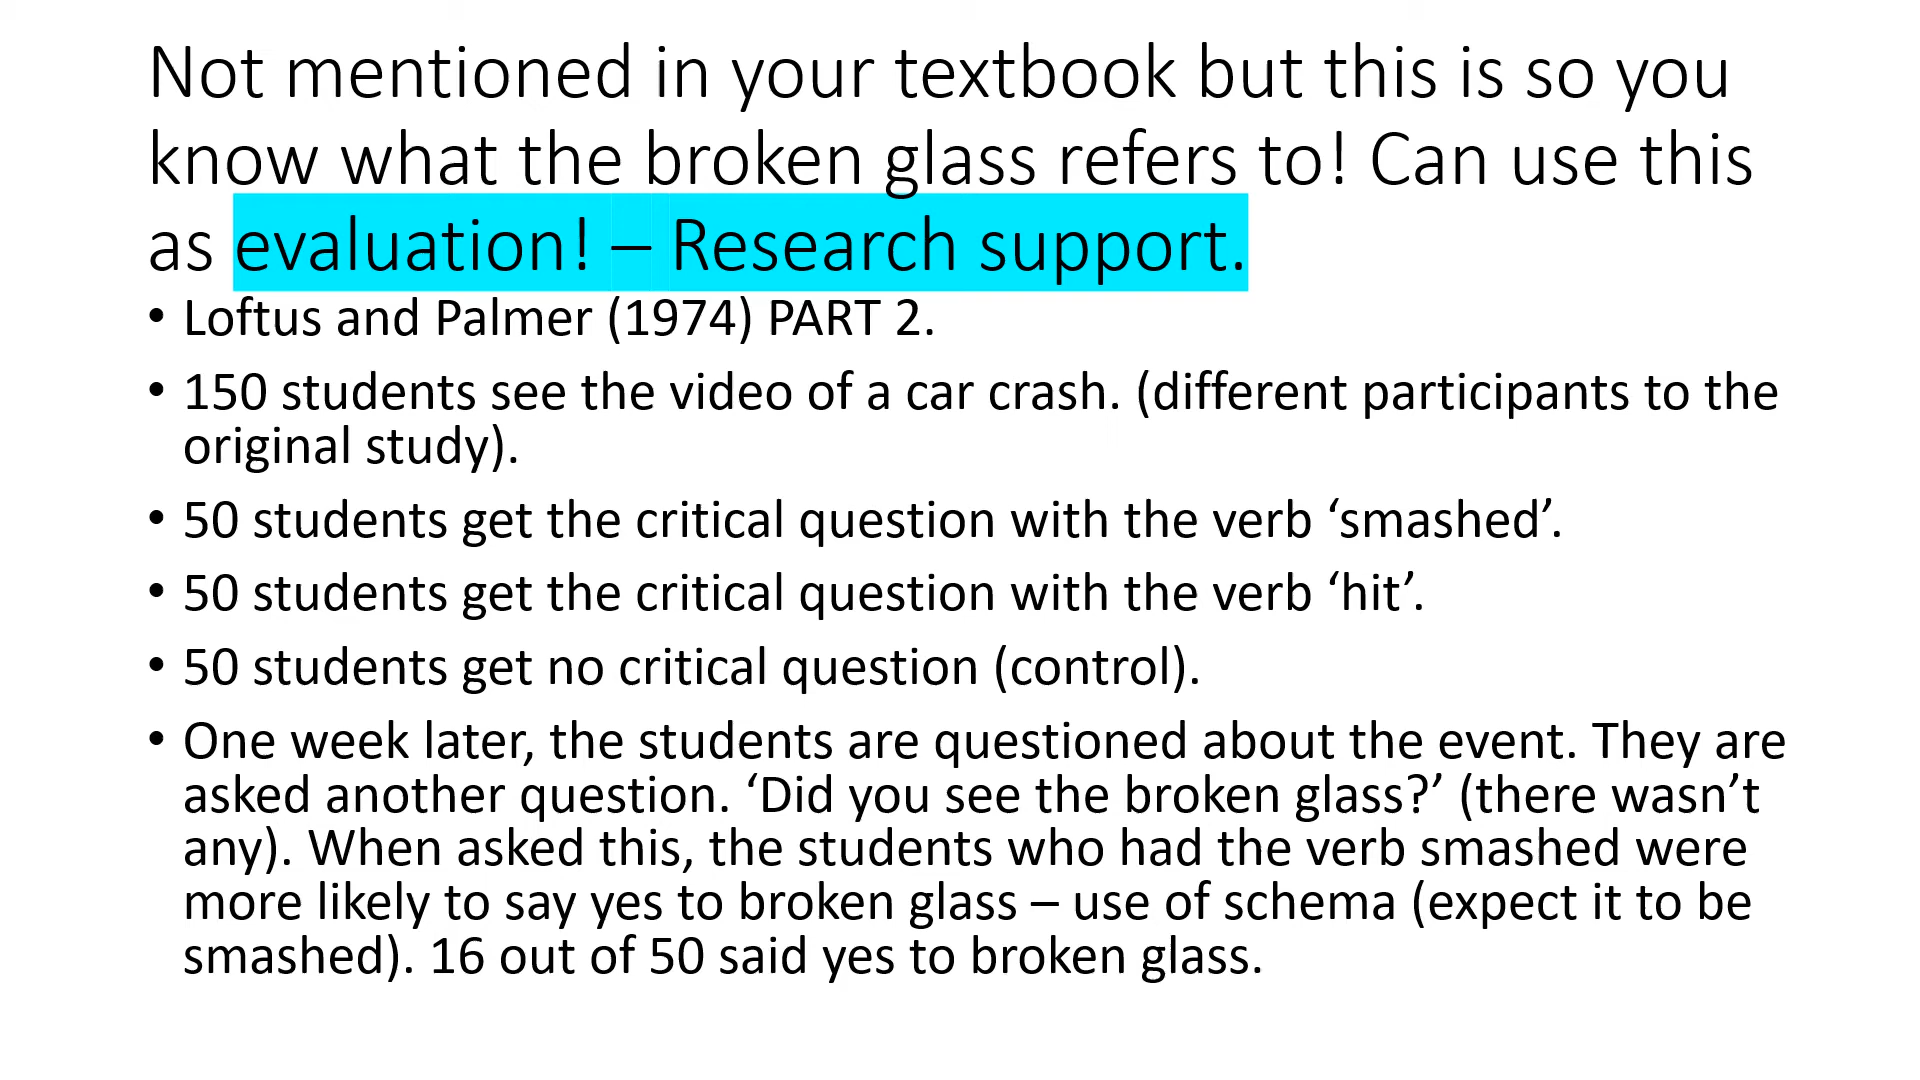 Not mentioned in your textbook but this is so you
know what the broken glass refers to! Can use this
as evaluation! – Research support.
• Loftus and Palmer (1974) PART 2.
• 150 students see the video of a car crash. (different participants to the
original study).
• 50 students get the critical question with the verb ‘smashed’.
• 50 students get the critical question with the verb ‘hit’.
• 50 students get no critical question (control).
• One week later, the students are questioned about the event. They are
asked another question. ‘Did you see the broken glass?’ (there wasn’t
any). When asked this, the students who had the verb smashed were
more likely to say yes to broken glass – use of schema (expect it to be
smashed). 16 out of 50 said yes to broken glass.